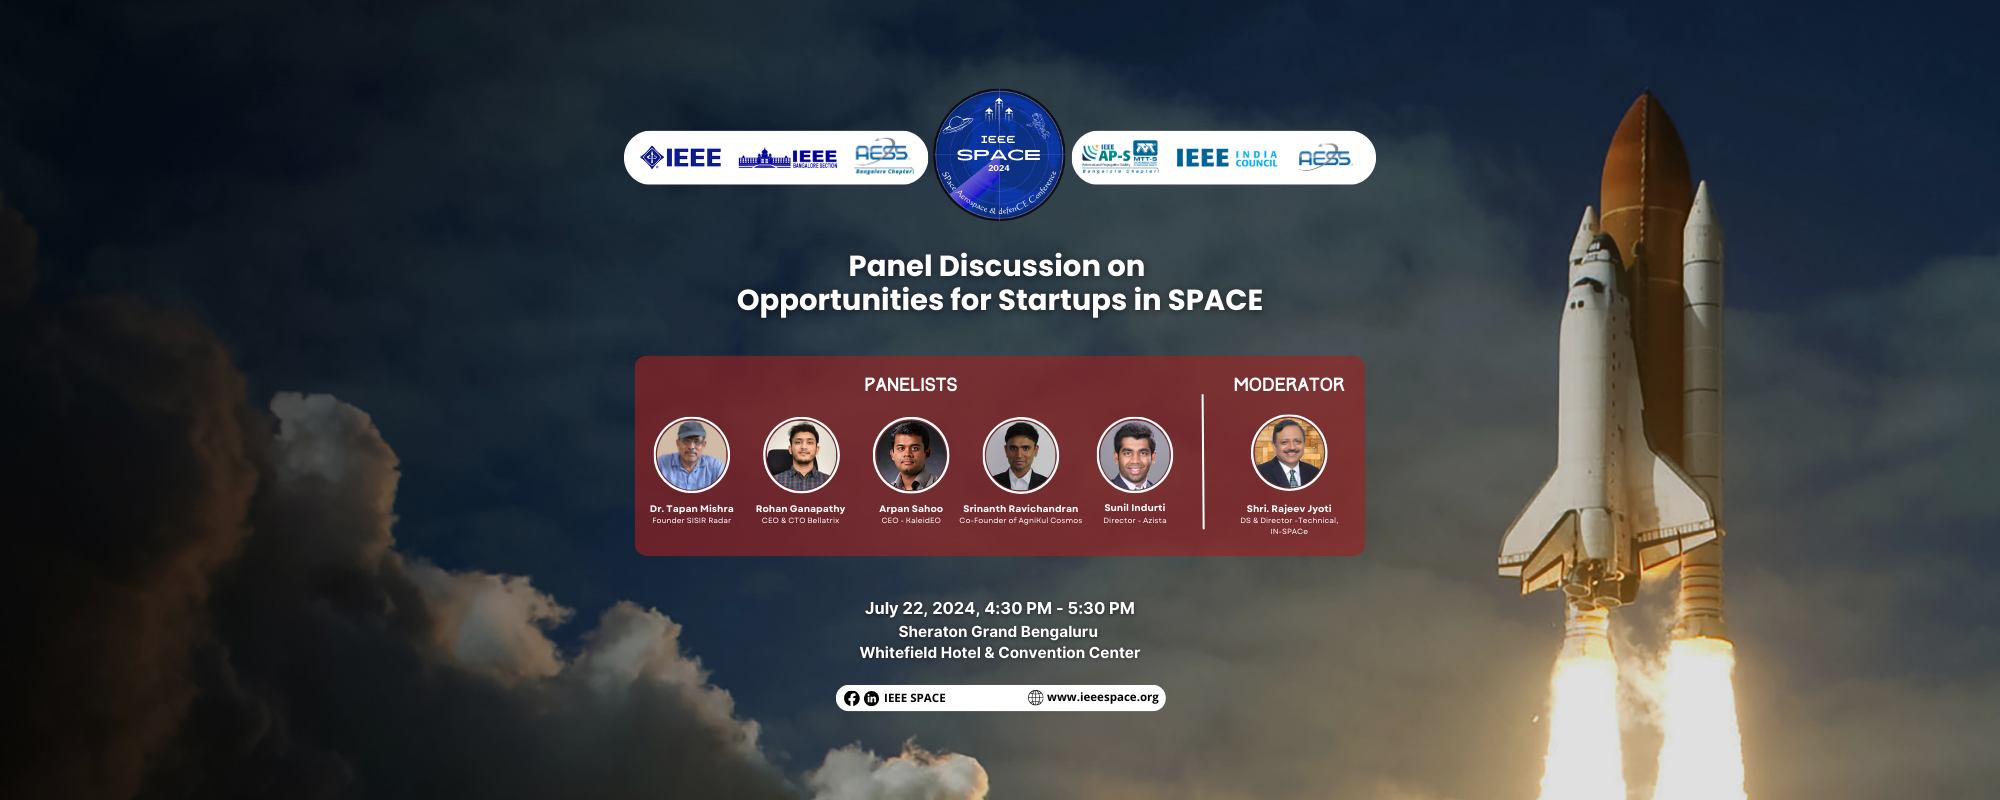 IEEE
IEEE
BANGALORE SECTION
AESS
Bangalore Chapter
IEEE
SPACE
2024
SPace Aerospace & defenCE Conference
IEEE
AP-S
MTT-S
Bangalore Chapter
IEEE INDIA COUNCIL
AESS
Panel Discussion on
Opportunities for Startups in SPACE
PANELISTS
MODERATOR
Dr. Tapan Mishra
Founder SISIR Radar
Rohan Ganapathy
CEO & CTO Bellatrix
Arpan Sahoo
CEO - KaleidEO
Srinanth Ravichandran
Co-Founder of AgniKul Cosmos
Sunil Indurti
Director - Azista
Shri. Rajeev Jyoti
DS & Director -Technical,
IN-SPACe
July 22, 2024, 4:30 PM - 5:30 PM
Sheraton Grand Bengaluru
Whitefield Hotel & Convention Center
IEEE SPACE
www.ieeespace.org